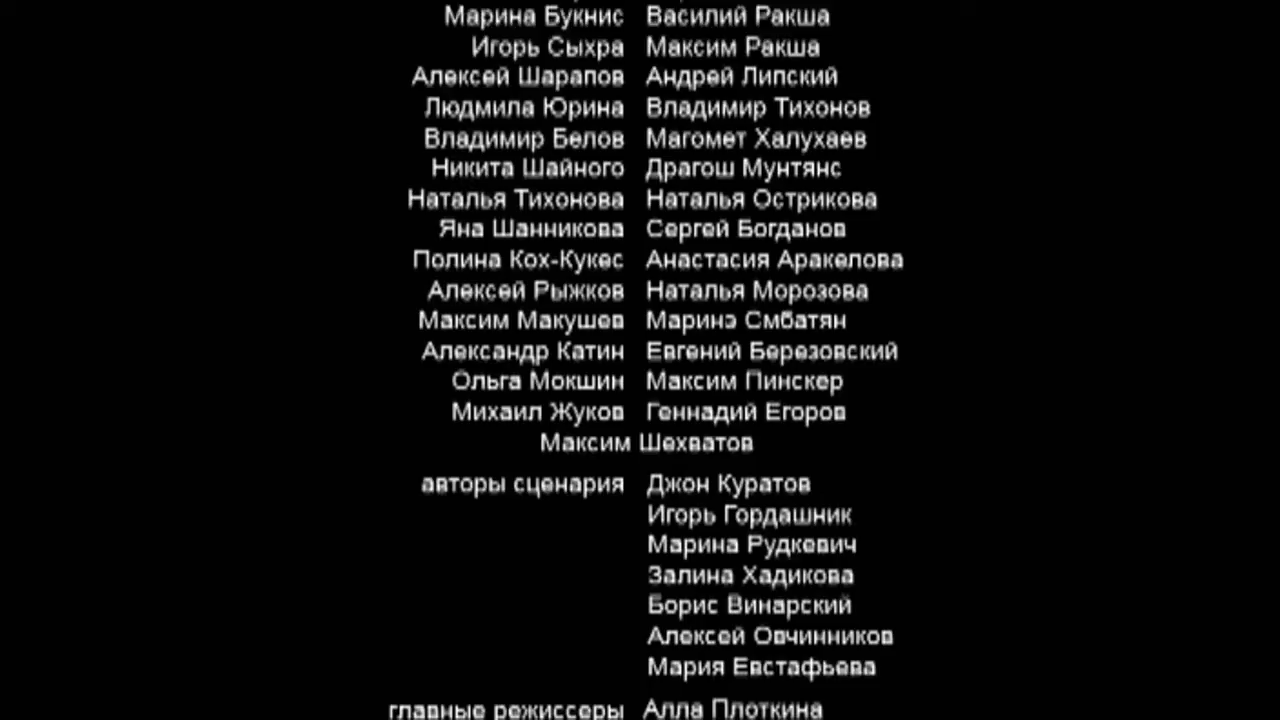 Марина Букнис Василий Ракша
Игорь Сыхра Максим Ракша
Алексей Шарапов Андрей Липский
Людмила Юрина Владимир Тихонов
Владимир Белов Магомет Халухаев
Никита Шайного Драгош Мунтянс
Наталья Тихонова Наталья Острикова
Яна Шанникова Сергей Богданов
Полина Кох-Кукес Анастасия Аракелова
Алексей Рыжков Наталья Морозова
Максим Макушев Маринэ Смбатян
Александр Катин Евгений Березовский
Ольга Мокшин Максим Пинскер
Михаил Жуков Геннадий Егоров
Максим Шехватов
авторы сценария Джон Куратов
Игорь Гордашник
Марина Рудкевич
Залина Хадикова
Борис Винарский
Алексей Овчинников
Мария Евстафьева
главные режиссеры Алла Плоткина